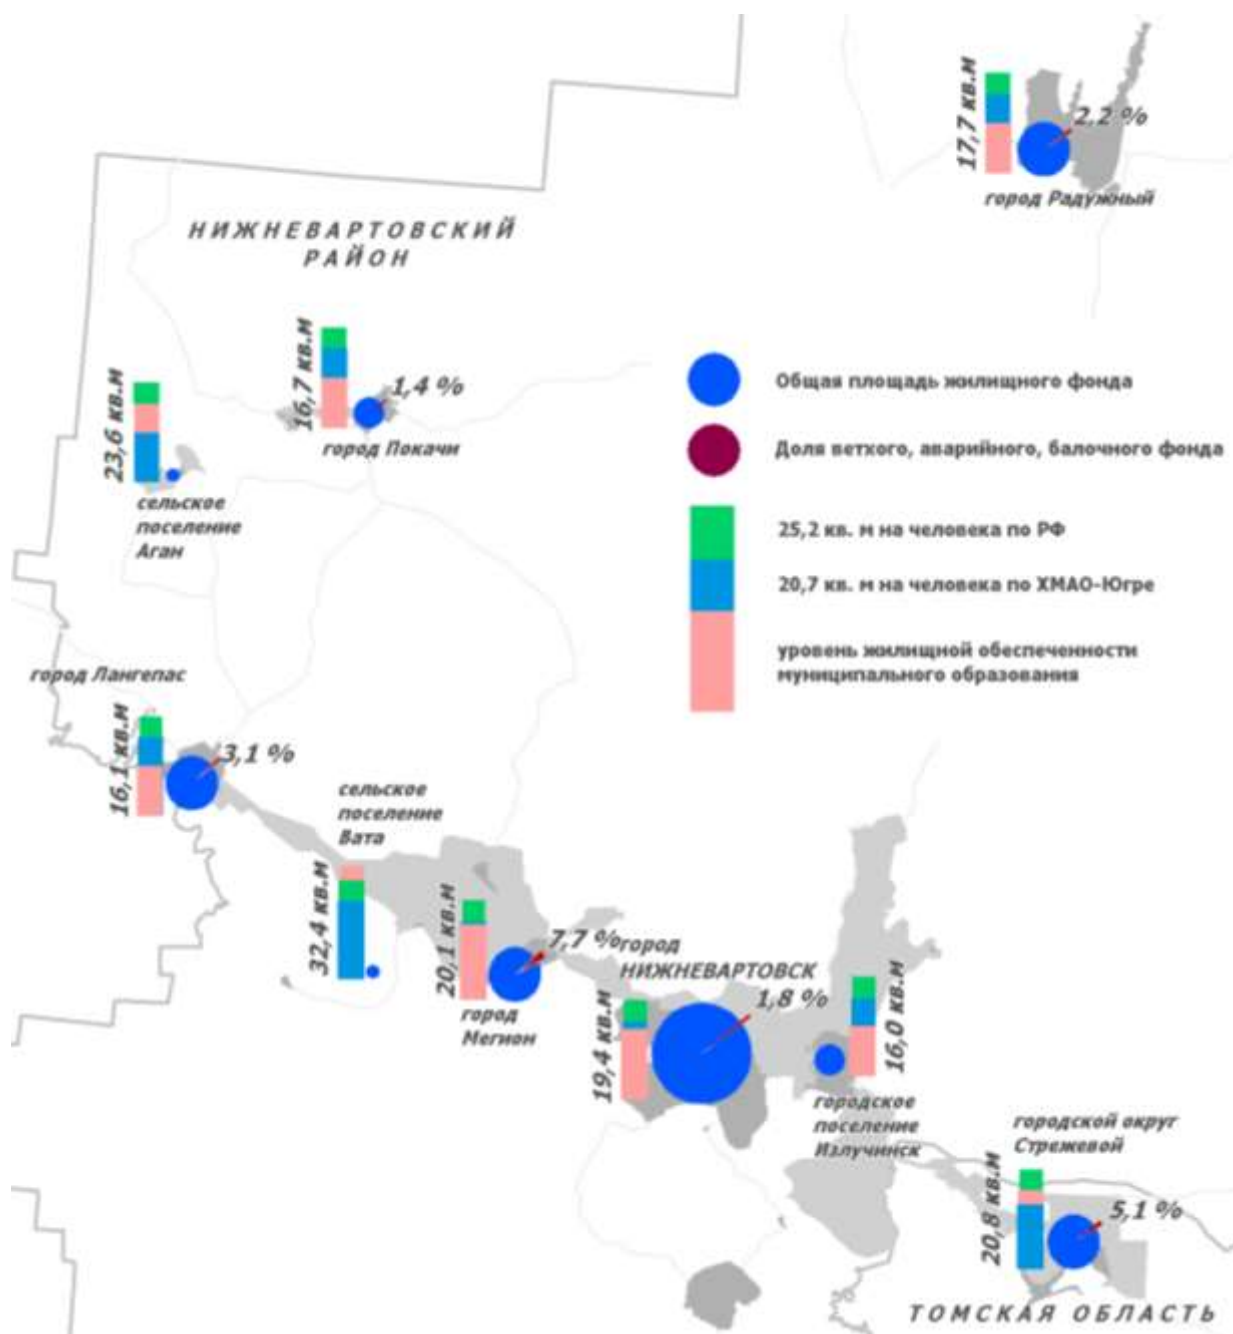 17,7 кв.м
2,2 %
город Радужный
НИЖНЕВАРТОВСКИЙ
РАЙОН
16,7 кв.м
1,4 %
город Покачи
23,6 кв.м
сельское
поселение
Аган
Общая площадь жилищного фонда
Доля ветхого, аварийного, балочного фонда
25,2 кв. м на человека по РФ
20,7 кв. м на человека по ХМАО-Югре
уровень жилищной обеспеченности
муниципального образования
город Лангепас
16,1 кв.м
3,1 %
сельское
поселение
Вата
32,4 кв.м
20,1 кв.м
7,7 %
город
Мегион
город
НИЖНЕВАРТОВСК
1,8 %
19,4 кв.м
16,0 кв.м
городское
поселение
Излучинск
городской округ
Стрежевой
20,8 кв.м
5,1 %
ТОМСКАЯ ОБЛАСТЬ